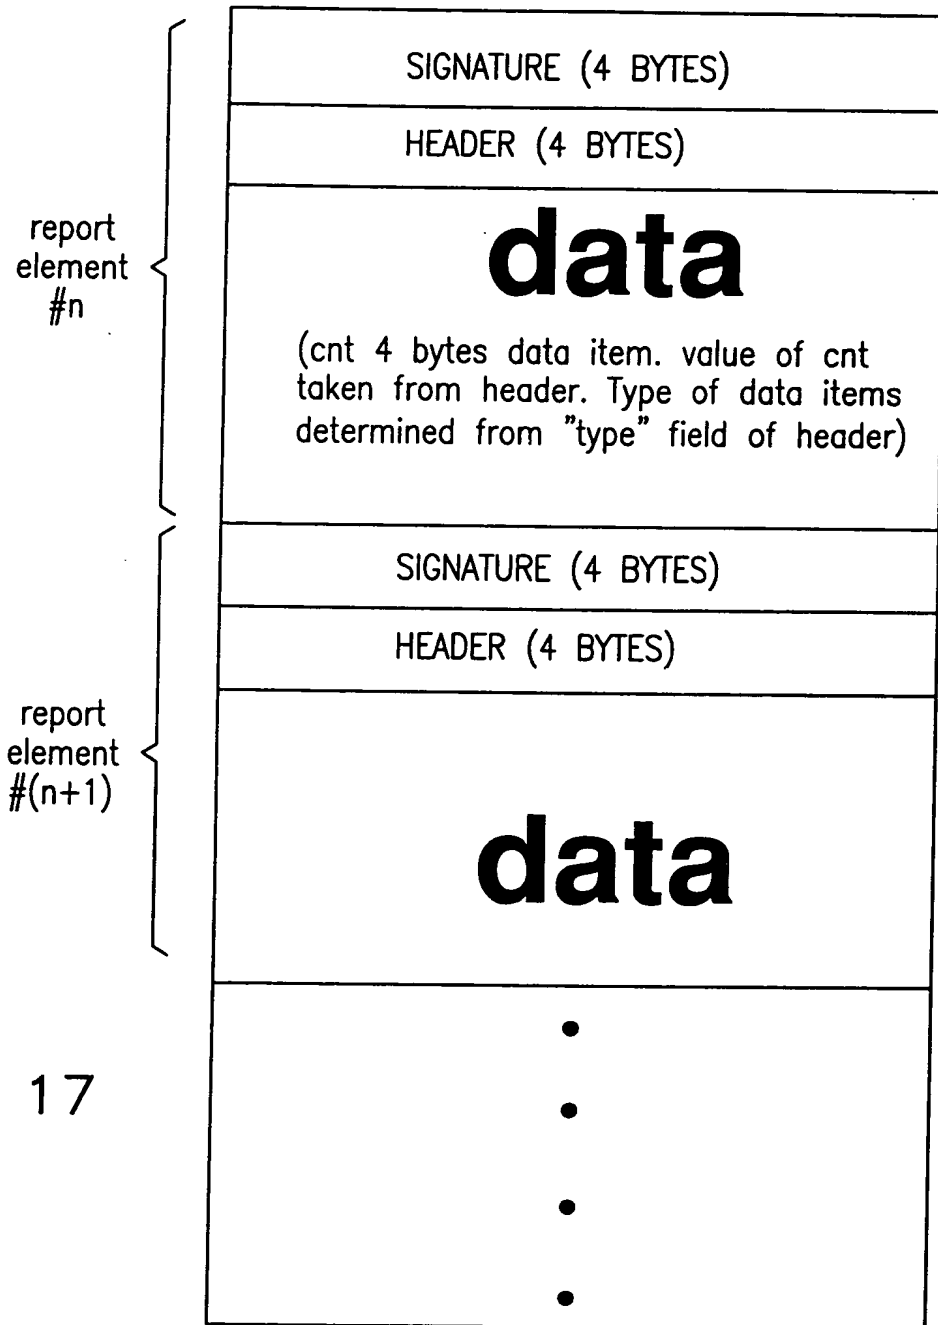 SIGNATURE (4 BYTES)
HEADER (4 BYTES)
report
element
#n
data
(cnt 4 bytes data item. value of cnt
taken from header. Type of data items
determined from "type" field of header)
SIGNATURE (4 BYTES)
HEADER (4 BYTES)
report
element
#(n+1)
data
17